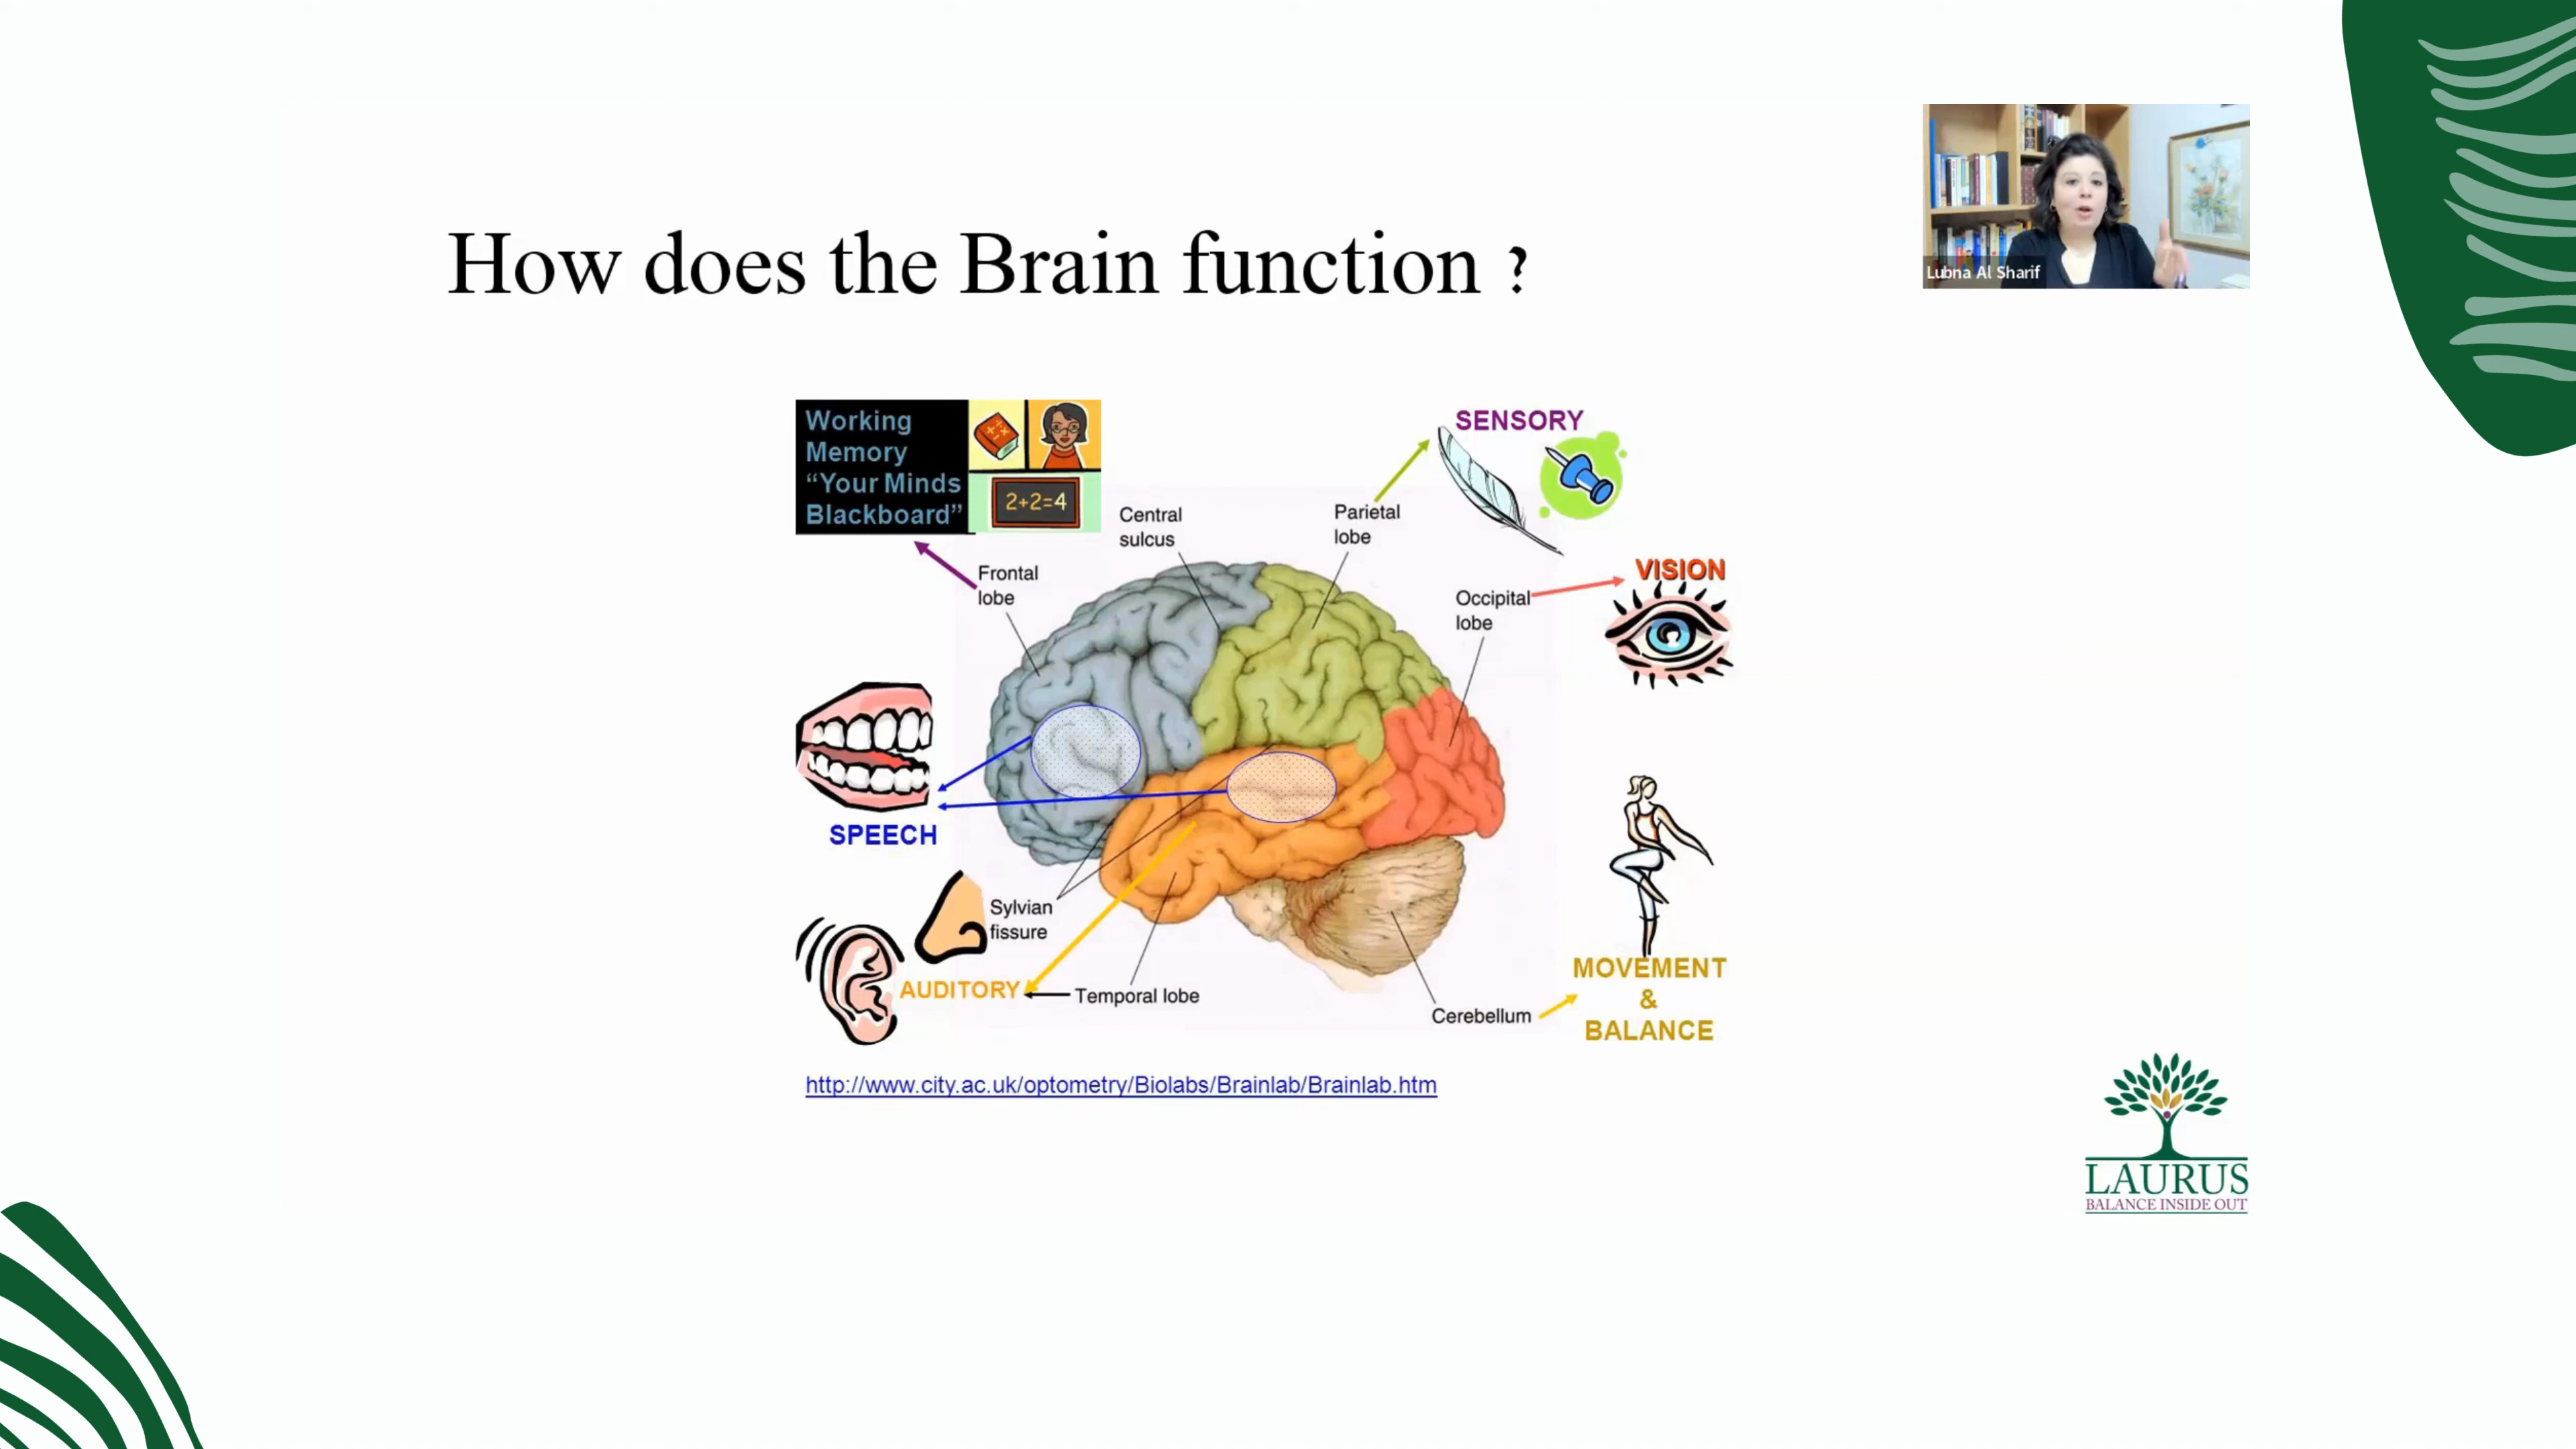 Lubna Al Sharif
How does the Brain function ?
Working
Memory
“Your Minds
Blackboard”
2+2=4
SENSORY
Central
sulcus
Parietal
lobe
Frontal
lobe
VISION
Occipital
lobe
SPEECH
Sylvian
fissure
AUDITORY
Temporal lobe
Cerebellum
MOVEMENT
&
BALANCE
http://www.city.ac.uk/optometry/Biolabs/Brainlab/Brainlab.htm
LAURUS
BALANCE INSIDE OUT